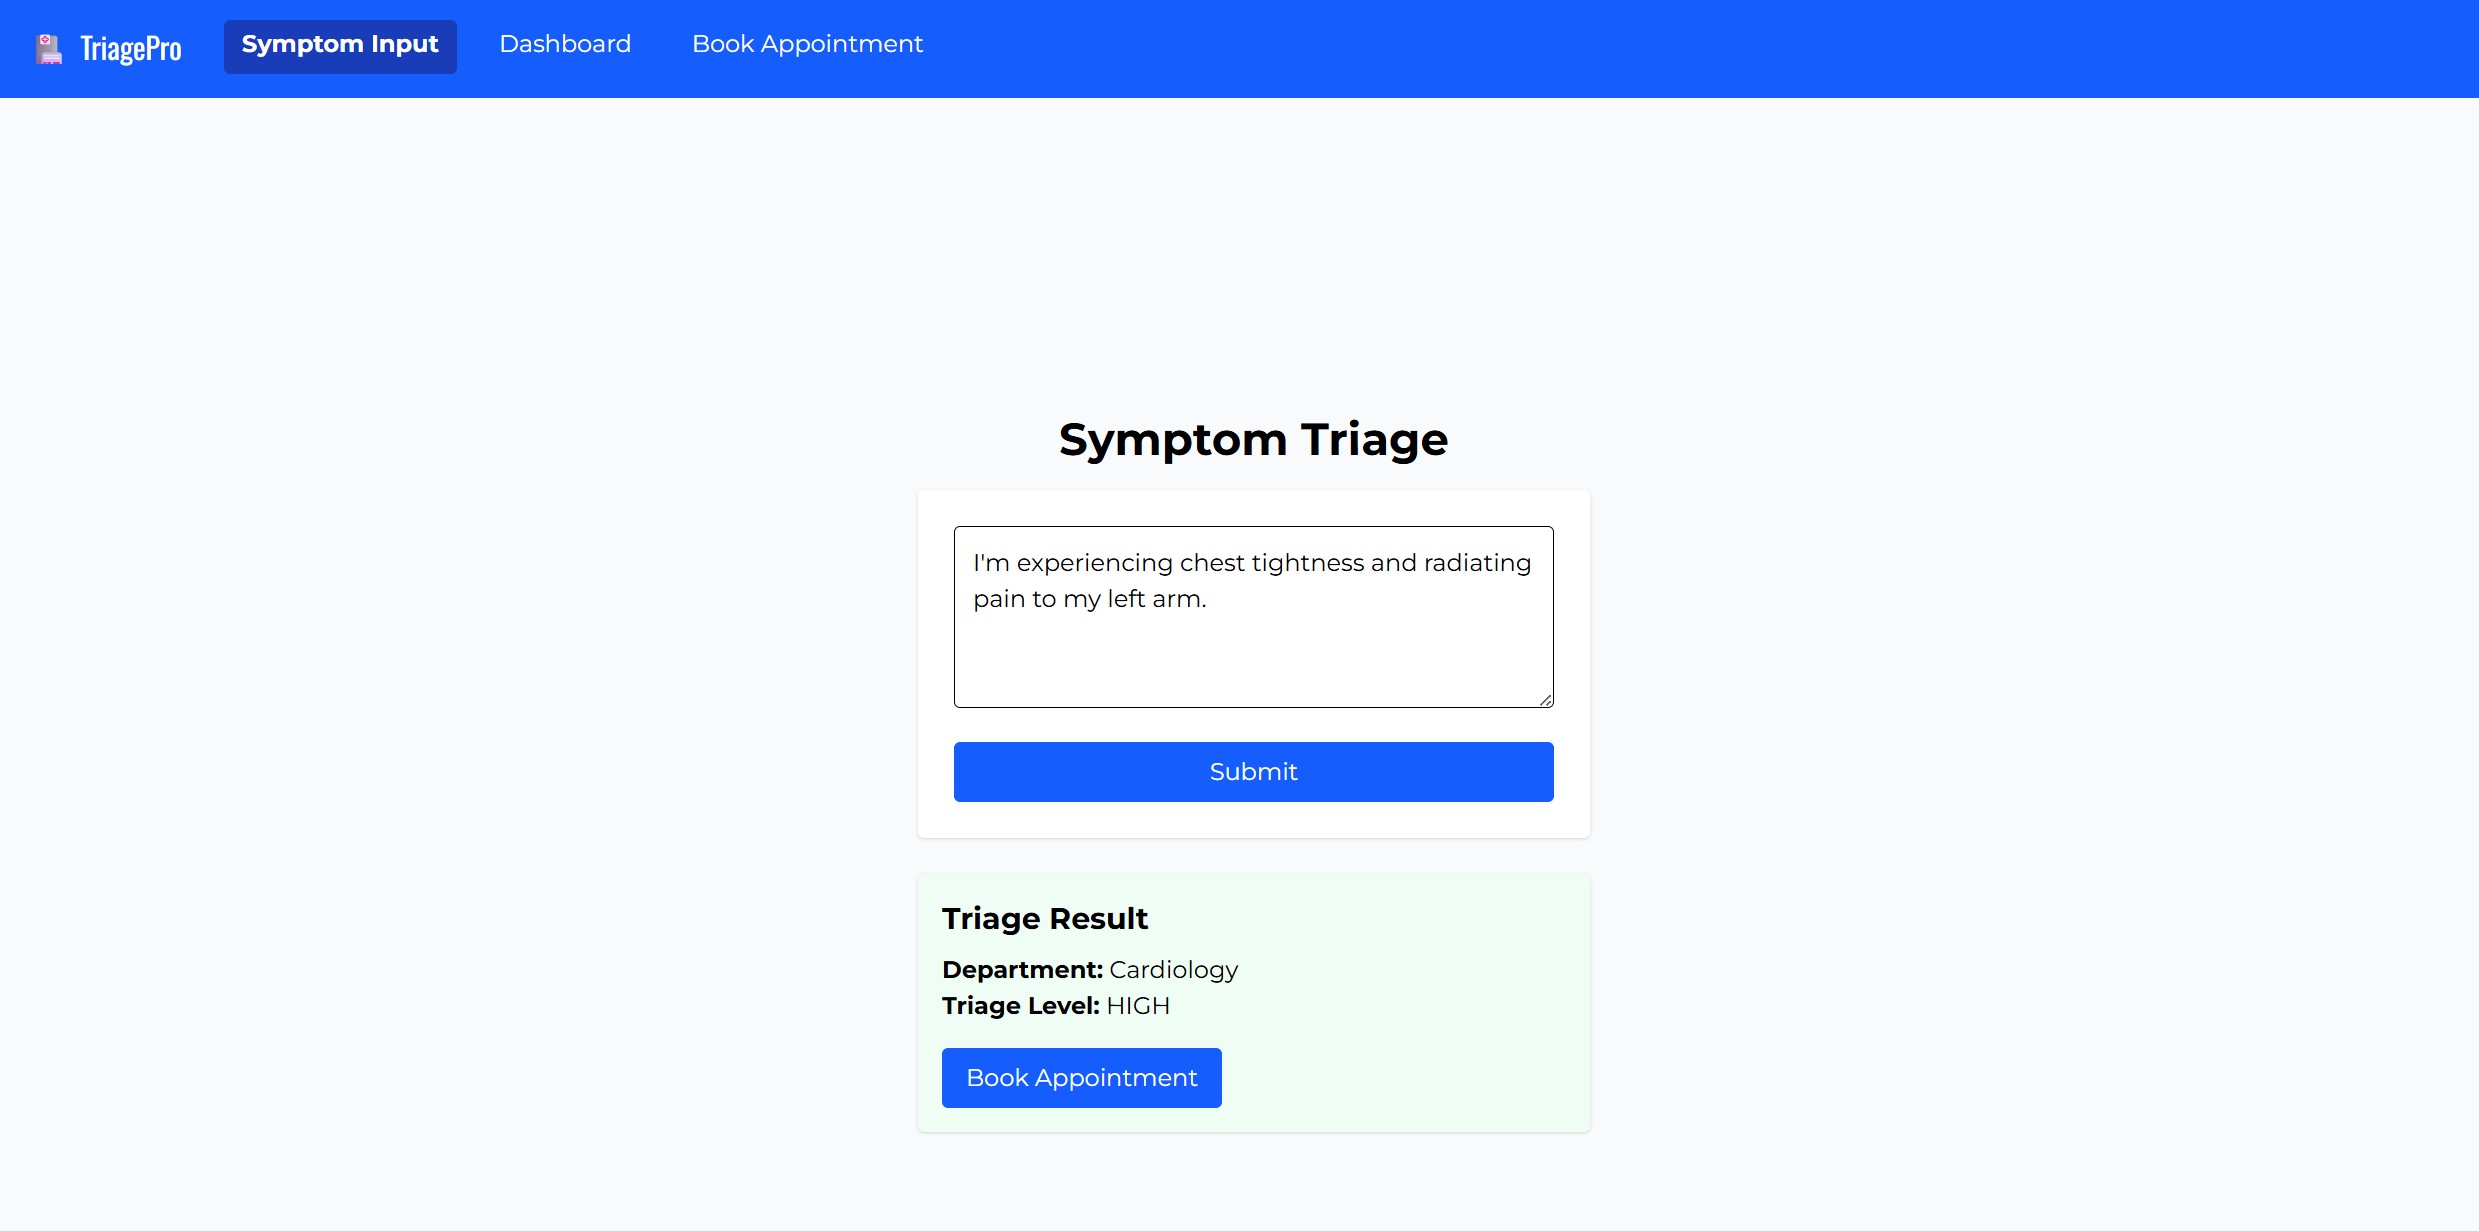 TriagePro Symptom Input Dashboard Book Appointment
Symptom Triage
I'm experiencing chest tightness and radiating
pain to my left arm.
Submit
Triage Result
Department: Cardiology
Triage Level: HIGH
Book Appointment